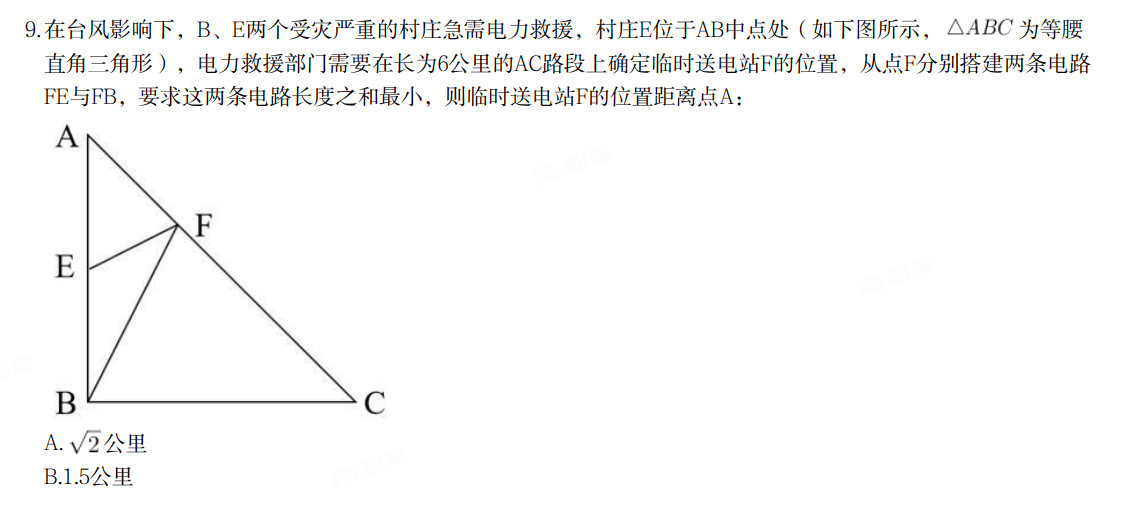 9.在台风影响下，B、E两个受灾严重的村庄急需电力救援，村庄E位于AB中点处（如下图所示，△ABC 为等腰
直角三角形），电力救援部门需要在长为6公里的AC路段上确定临时送电站F的位置，从点F分别搭建两条电路
FE与FB，要求这两条电路长度之和最小，则临时送电站F的位置距离点A：
A
F
E
B
C
A. √2公里
B.1.5公里